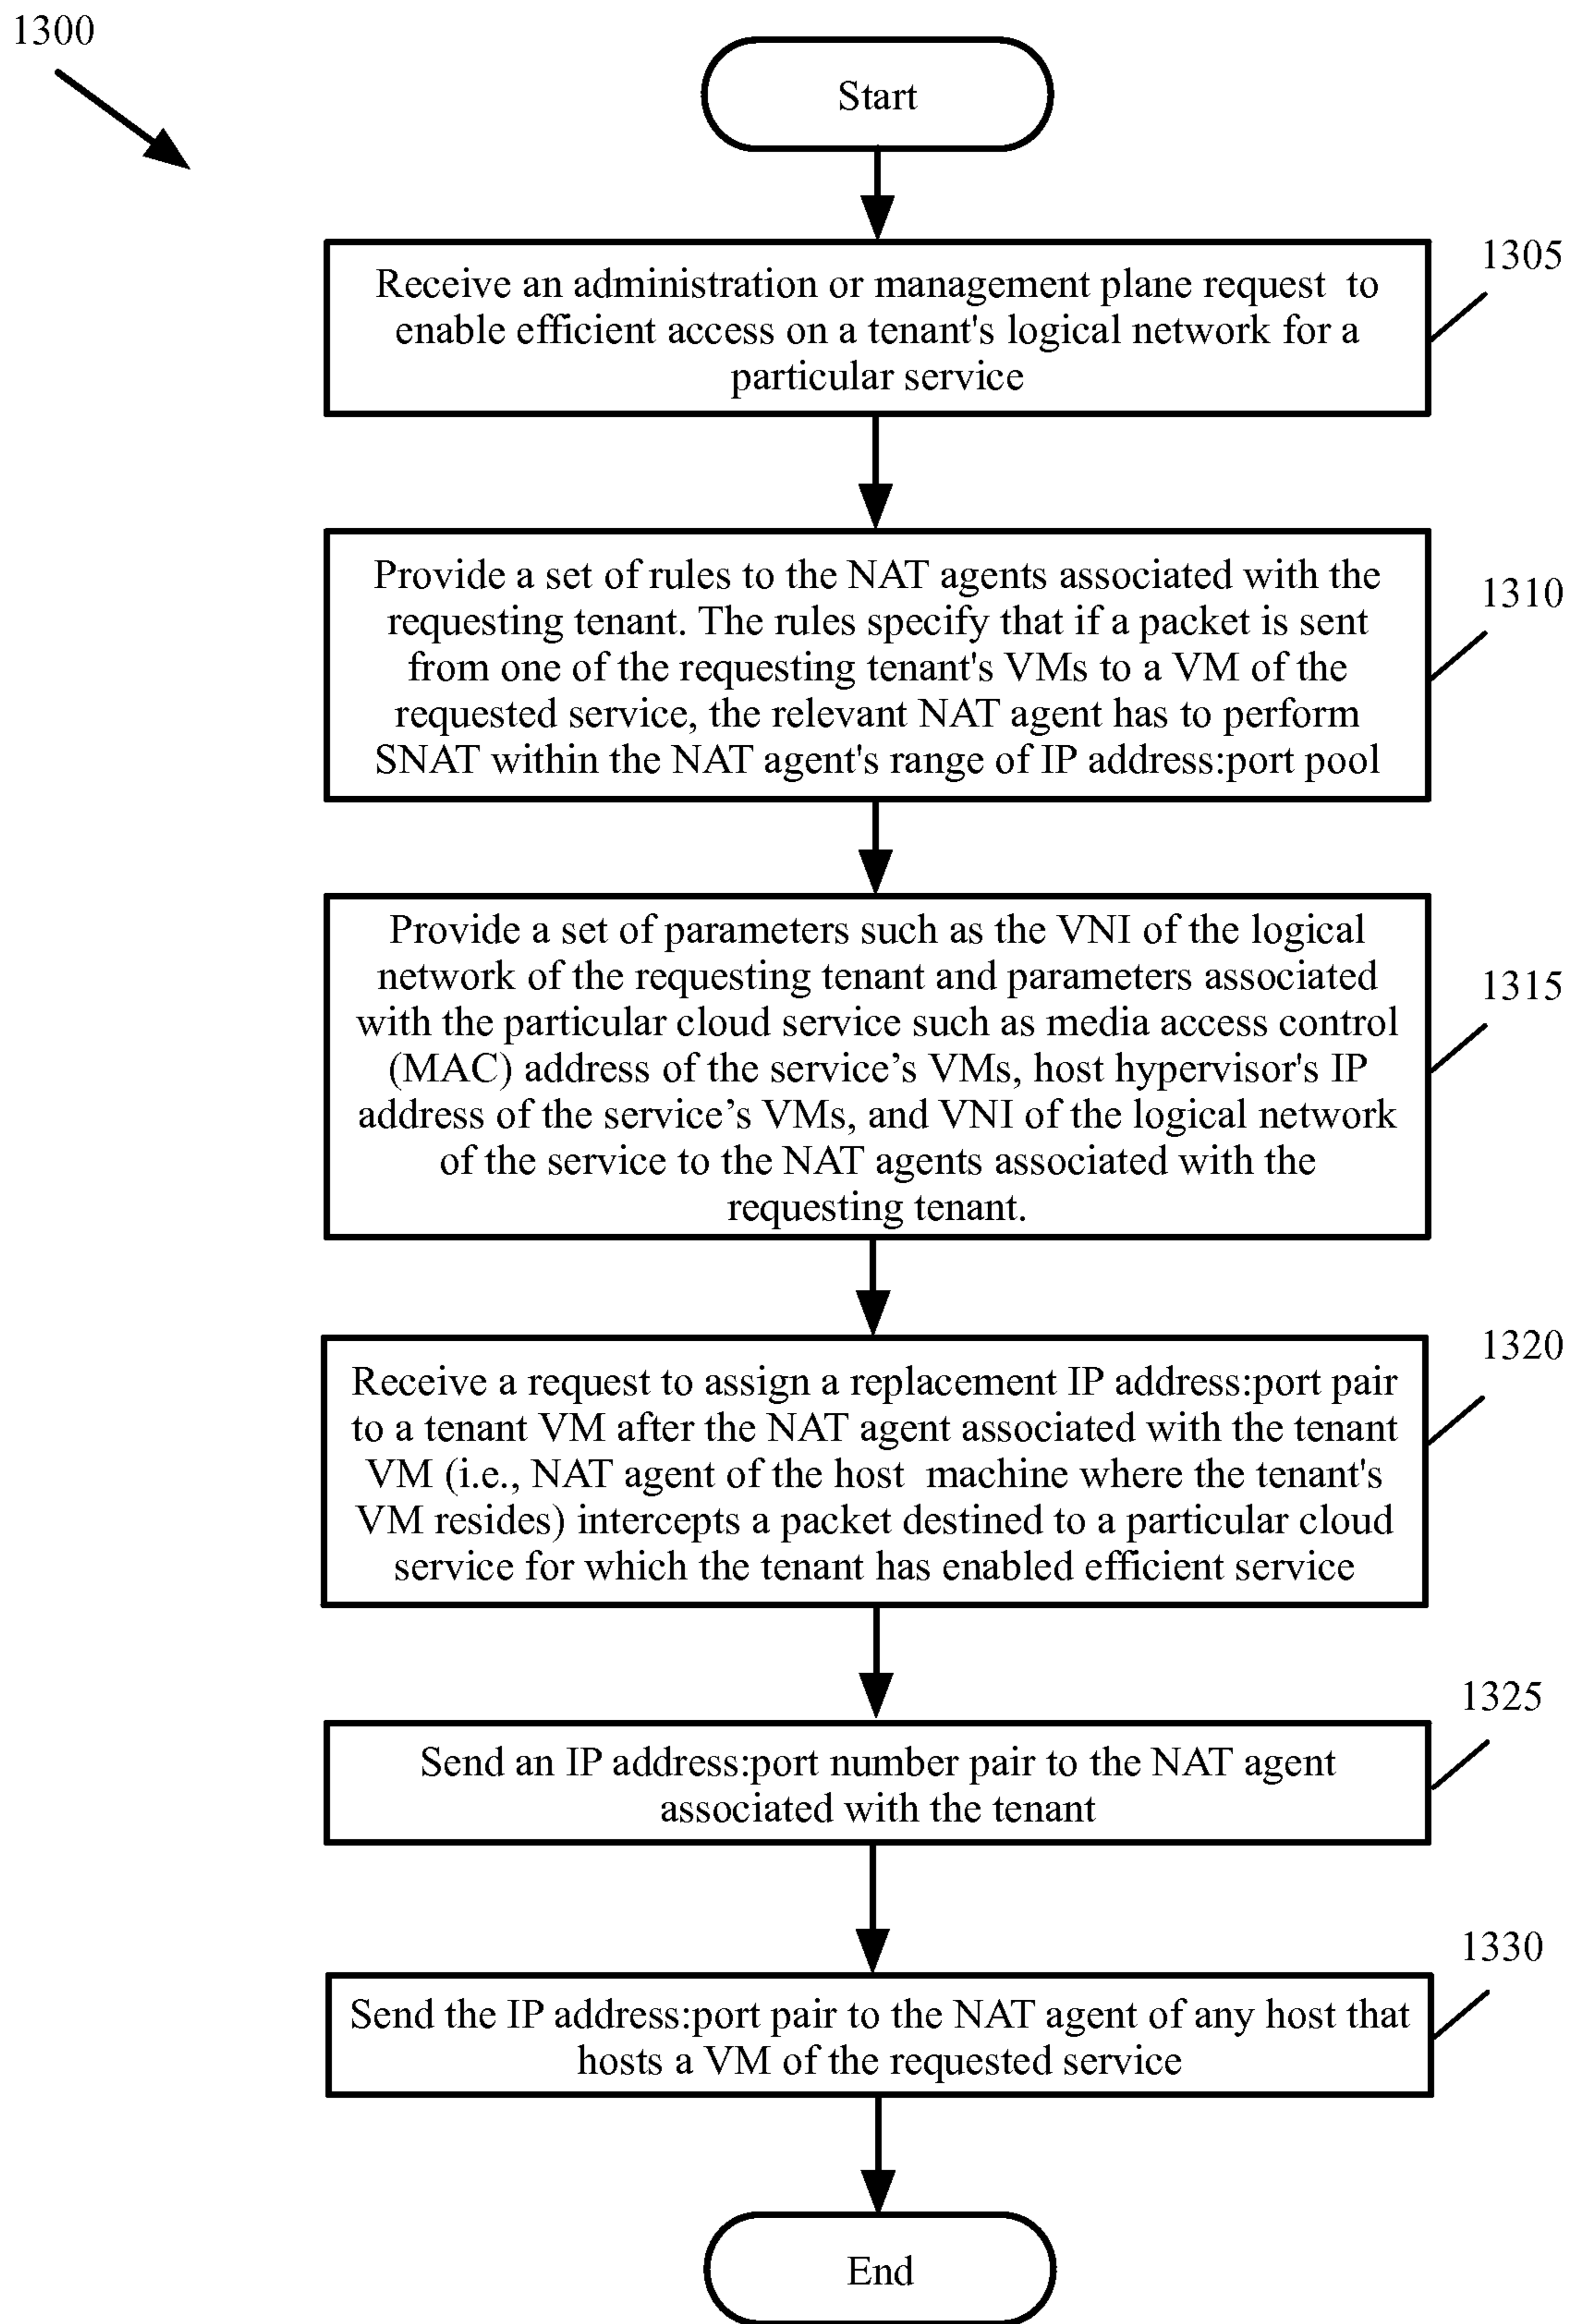 1300
Start
1305
Receive an administration or management plane request to
enable efficient access on a tenant's logical network for a
particular service
1310
Provide a set of rules to the NAT agents associated with the
requesting tenant. The rules specify that if a packet is sent
from one of the requesting tenant's VMs to a VM of the
requested service, the relevant NAT agent has to perform
SNAT within the NAT agent's range of IP address:port pool
1315
Provide a set of parameters such as the VNI of the logical
network of the requesting tenant and parameters associated
with the particular cloud service such as media access control
(MAC) address of the service’s VMs, host hypervisor's IP
address of the service’s VMs, and VNI of the logical network
of the service to the NAT agents associated with the
requesting tenant.
1320
Receive a request to assign a replacement IP address:port pair
to a tenant VM after the NAT agent associated with the tenant
VM (i.e., NAT agent of the host machine where the tenant's
VM resides) intercepts a packet destined to a particular cloud
service for which the tenant has enabled efficient service
1325
Send an IP address:port number pair to the NAT agent
associated with the tenant
1330
Send the IP address:port pair to the NAT agent of any host that
hosts a VM of the requested service
End